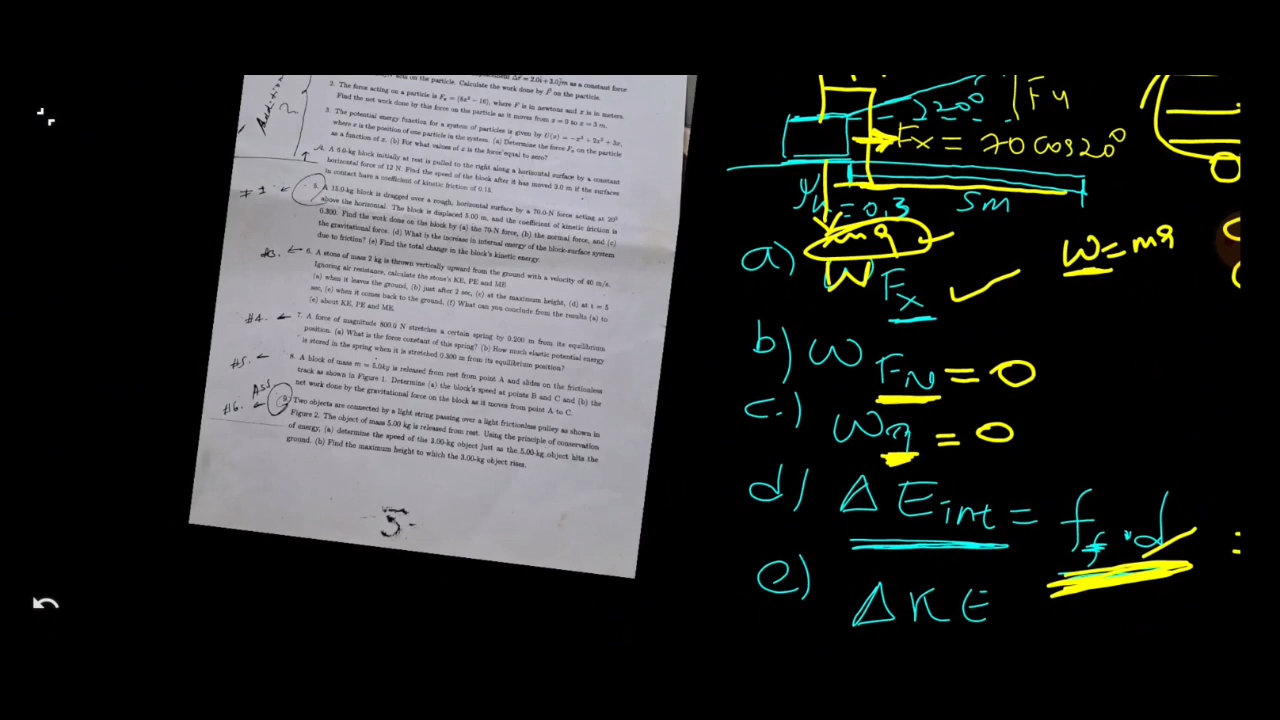 acts on the particle. Calculate the work done by F on the particle.
2. The force acting on a particle is Fx = (8x - 16), where F is in newtons and x is in meters.
Find the net work done by this force on the particle as it moves from x = 0 to x = 3 m.
3. The potential energy function for a system of particles is given by U(x) = −x³ + 2x² + 3x,
where x is the position of one particle in the system. (a) Determine the force Fx on the particle
as a function of x. (b) For what values of x is the force equal to zero?
4. A 6.0-kg block initially at rest is pulled to the right along a horizontal surface by a constant
horizontal force of 12 N. Find the speed of the block after it has moved 3.0 m if the surfaces
in contact have a coefficient of kinetic friction of 0.15.
#1. 5. A 15.0-kg block is dragged over a rough, horizontal surface by a 70.0-N force acting at 20°
above the horizontal. The block is displaced 5.00 m, and the coefficient of kinetic friction is
0.300. Find the work done on the block by (a) the 70-N force, (b) the normal force, and (c)
the gravitational force. (d) What is the increase in internal energy of the block-surface system
due to friction? (e) Find the total change in the block's kinetic energy.
#3. 6. A stone of mass 2 kg is thrown vertically upward from the ground with a velocity of 40 m/s.
Ignoring air resistance, calculate the stone's KE, PE and ME
(a) when it leaves the ground, (b) just after 2 sec, (c) at the maximum height, (d) at t = 5
sec, (e) when it comes back to the ground, (f) What can you conclude from the results (a) to
(e) about KE, PE and ME.
#4. 7. A force of magnitude 800.0 N stretches a certain spring by 0.200 m from its equilibrium
position. (a) What is the force constant of this spring? (b) How much elastic potential energy
is stored in the spring when it is stretched 0.300 m from its equilibrium position?
#5. 8. A block of mass m = 5.0kg is released from rest from point A and slides on the frictionless
track as shown in Figure 1. Determine (a) the block's speed at points B and C and (b) the
net work done by the gravitational force on the block as it moves from point A to C.
Ass
#6. Two objects are connected by a light string passing over a light frictionless pulley as shown in
Figure 2. The object of mass 5.00 kg is released from rest. Using the principle of conservation
of energy, (a) determine the speed of the 3.00-kg object just as the 5.00-kg object hits the
ground. (b) Find the maximum height to which the 3.00-kg object rises.
5
20° Fy
Fx = 70 cos 20°
μk = 0.3 5m
mg
a) W Fx
W = mg
b) W FN = 0
c.) W g = 0
d) Δ E int = f f . d
e) Δ K E